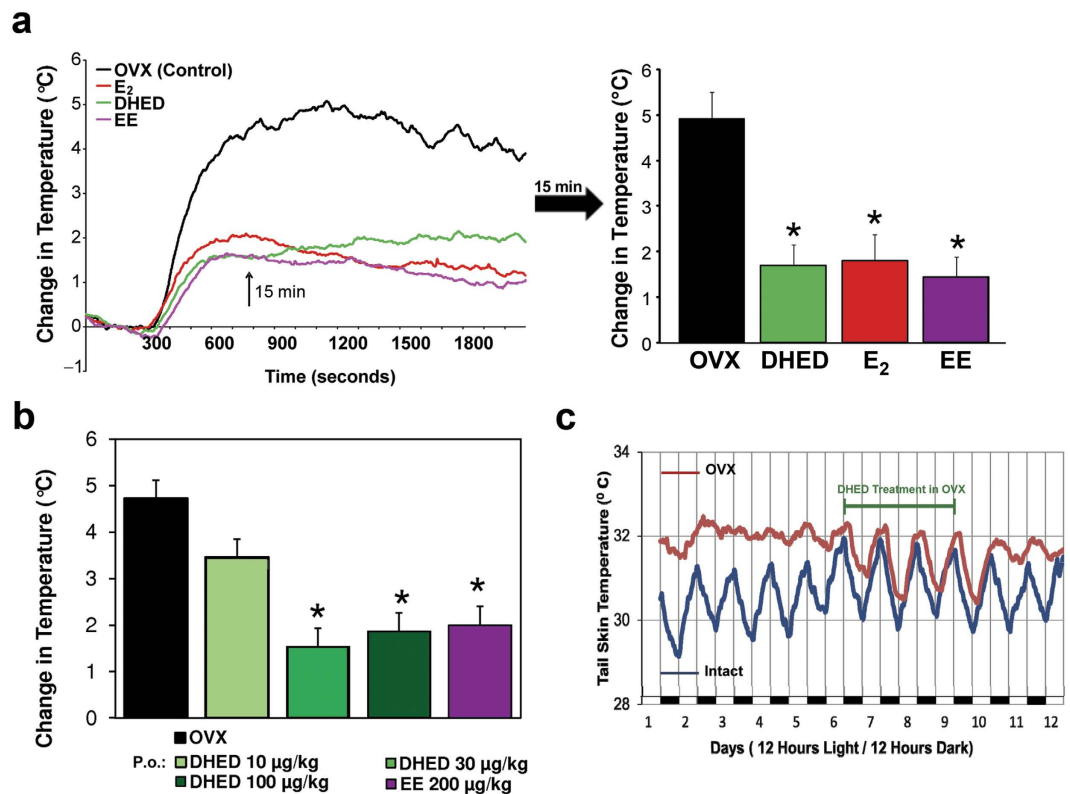 a
Change in Temperature (°C)
6
5
4
3
2
1
0
−1
OVX (Control)
E2
DHED
EE
15 min
300 600 900 1200 1500 1800
Time (seconds)
15 min
Change in Temperature (°C)
6
5
4
3
2
1
0
* * *
OVX DHED E2 EE
b
Change in Temperature (°C)
6
5
4
3
2
1
0
* * *
OVX
P.o.: DHED 10 µg/kg DHED 30 µg/kg
DHED 100 µg/kg EE 200 µg/kg
c
Tail Skin Temperature (⁰ C)
34
32
30
28
OVX
DHED Treatment in OVX
Intact
1 2 3 4 5 6 7 8 9 10 11 12
Days ( 12 Hours Light / 12 Hours Dark)